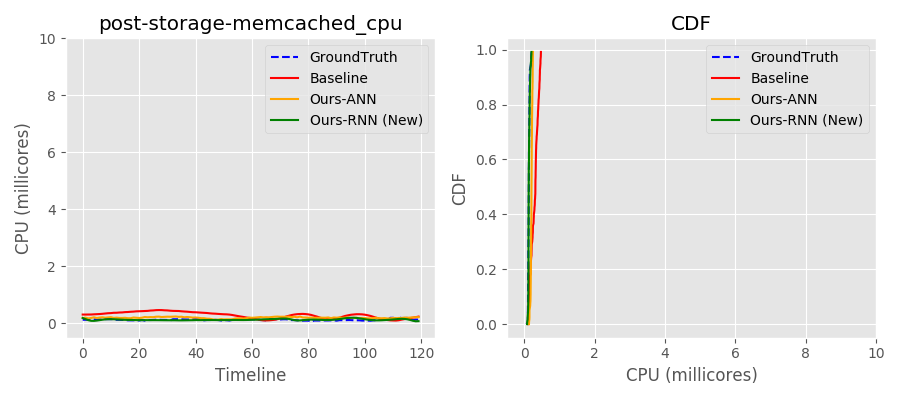 post-storage-memcached_cpu
CPU (millicores)
10
8
6
4
2
0
GroundTruth
Baseline
Ours-ANN
Ours-RNN (New)
0 20 40 60 80 100 120
Timeline
CDF
CDF
1.0
0.8
0.6
0.4
0.2
0.0
GroundTruth
Baseline
Ours-ANN
Ours-RNN (New)
0 2 4 6 8 10
CPU (millicores)